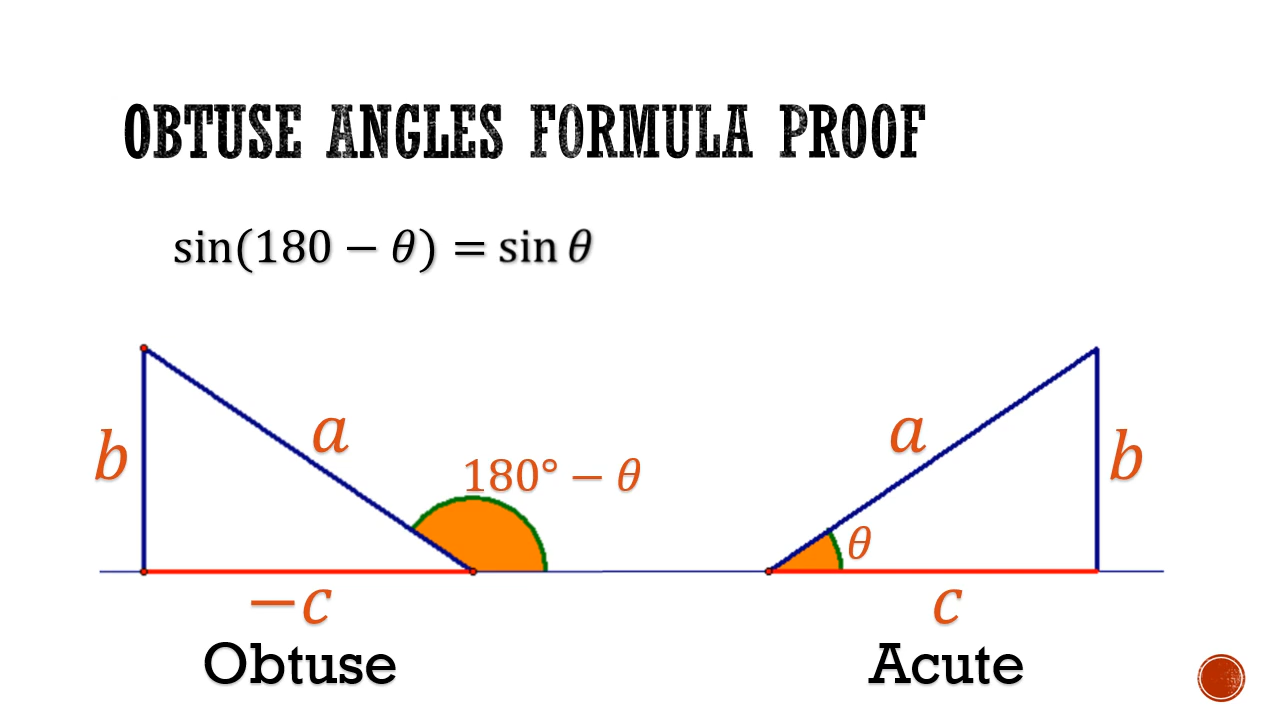 OBTUSE ANGLES FORMULA PROOF
sin(180 − θ) = sin θ
b
a
180° − θ
−c
Obtuse
a
b
θ
c
Acute